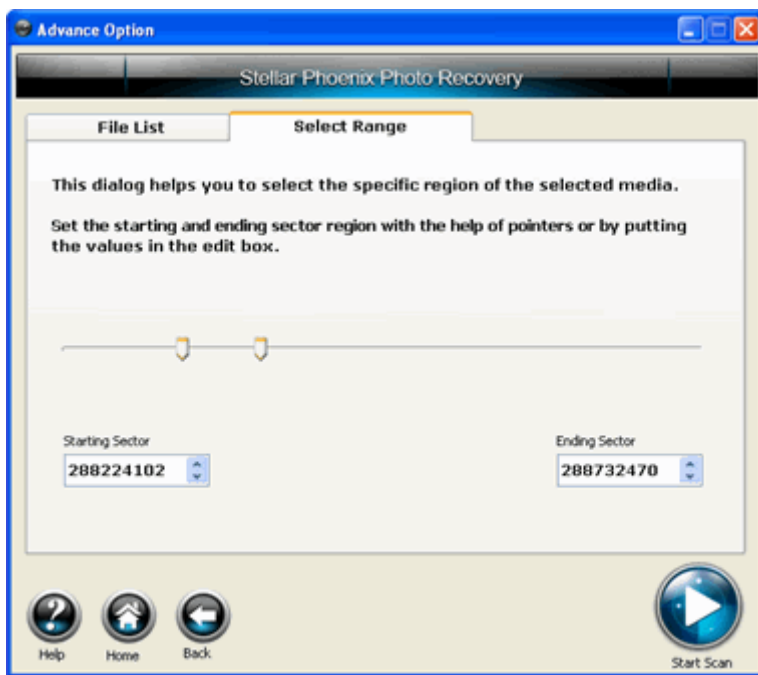 Advance Option
Stellar Phoenix Photo Recovery
File List
Select Range
This dialog helps you to select the specific region of the selected media.
Set the starting and ending sector region with the help of pointers or by putting
the values in the edit box.
Starting Sector
Ending Sector
288224102
288732470
Help
Home
Back
Start Scan